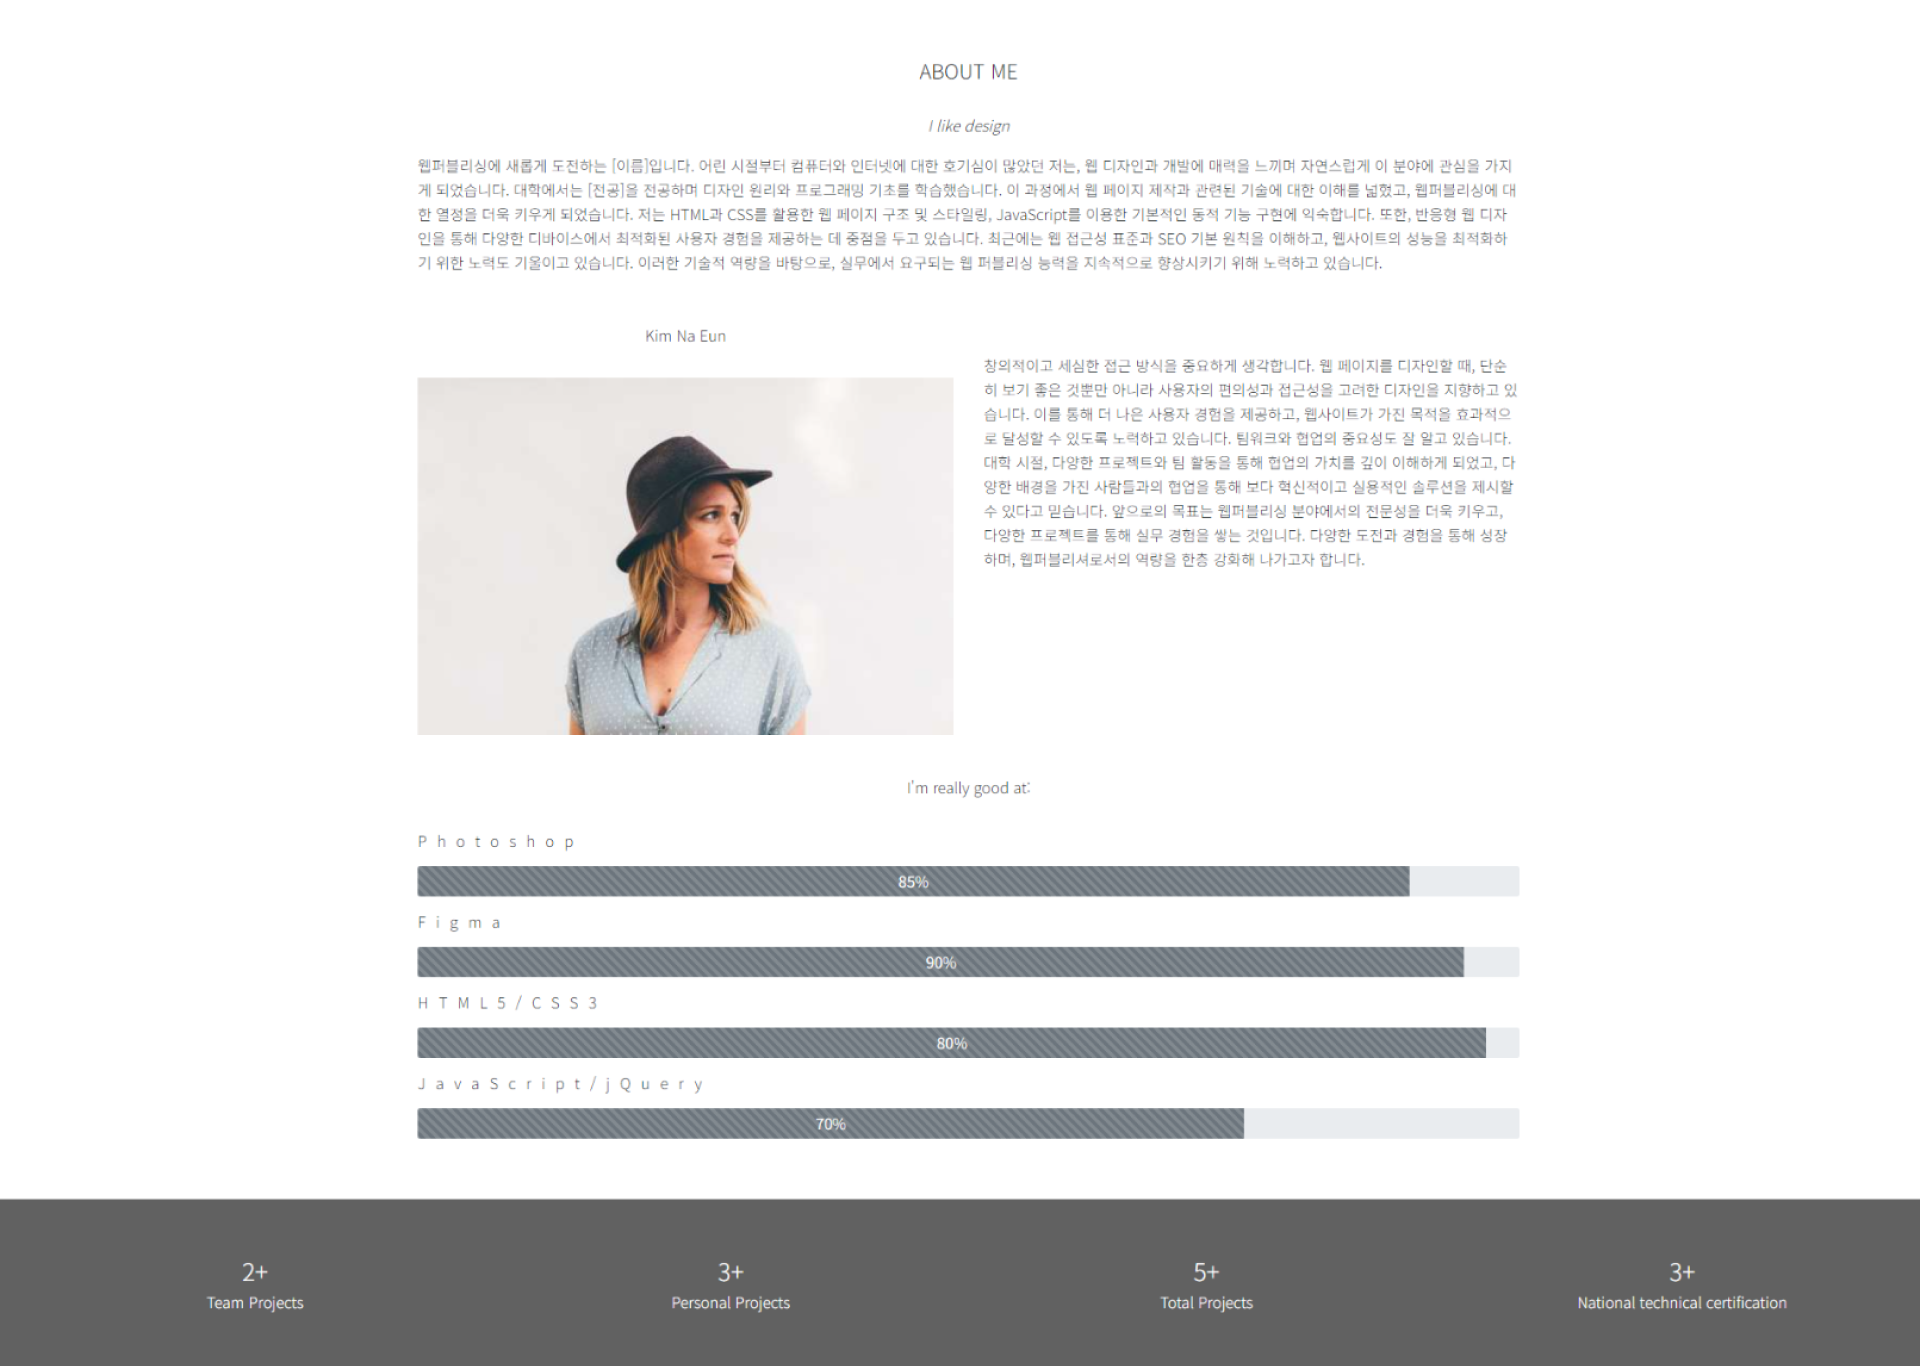 ABOUT ME
I like design
웹퍼블리싱에 새롭게 도전하는 [이름]입니다. 어린 시절부터 컴퓨터와 인터넷에 대한 호기심이 많았던 저는, 웹 디자인과 개발에 매력을 느끼며 자연스럽게 이 분야에 관심을 가지
게 되었습니다. 대학에서는 [전공]을 전공하며 디자인 원리와 프로그래밍 기초를 학습했습니다. 이 과정에서 웹 페이지 제작과 관련된 기술에 대한 이해를 넓혔고, 웹퍼블리싱에 대
한 열정을 더욱 키우게 되었습니다. 저는 HTML과 CSS를 활용한 웹 페이지 구조 및 스타일링, JavaScript를 이용한 기본적인 동적 기능 구현에 익숙합니다. 또한, 반응형 웹 디자
인을 통해 다양한 디바이스에서 최적화된 사용자 경험을 제공하는 데 중점을 두고 있습니다. 최근에는 웹 접근성 표준과 SEO 기본 원칙을 이해하고, 웹사이트의 성능을 최적화하
기 위한 노력도 기울이고 있습니다. 이러한 기술적 역량을 바탕으로, 실무에서 요구되는 웹 퍼블리싱 능력을 지속적으로 향상시키기 위해 노력하고 있습니다.
Kim Na Eun
창의적이고 세심한 접근 방식을 중요하게 생각합니다. 웹 페이지를 디자인할 때, 단순
히 보기 좋은 것뿐만 아니라 사용자의 편의성과 접근성을 고려한 디자인을 지향하고 있
습니다. 이를 통해 더 나은 사용자 경험을 제공하고, 웹사이트가 가진 목적을 효과적으
로 달성할 수 있도록 노력하고 있습니다. 팀워크와 협업의 중요성도 잘 알고 있습니다.
대학 시절, 다양한 프로젝트와 팀 활동을 통해 협업의 가치를 깊이 이해하게 되었고, 다
양한 배경을 가진 사람들과의 협업을 통해 보다 혁신적이고 실용적인 솔루션을 제시할
수 있다고 믿습니다. 앞으로의 목표는 웹퍼블리싱 분야에서의 전문성을 더욱 키우고,
다양한 프로젝트를 통해 실무 경험을 쌓는 것입니다. 다양한 도전과 경험을 통해 성장
하며, 웹퍼블리셔로서의 역량을 한층 강화해 나가고자 합니다.
I'm really good at:
Photoshop
85%
Figma
90%
HTML5/CSS3
80%
JavaScript/jQuery
70%
2+
Team Projects
3+
Personal Projects
5+
Total Projects
3+
National technical certification